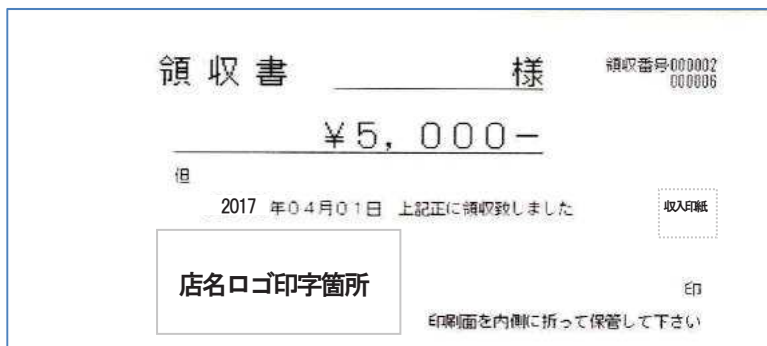 領収書 様 領収番号000002
000006
¥5,000−
但
2017 年04月01日 上記正に領収致しました
収入印紙
店名ロゴ印字箇所
印
印刷面を内側に折って保管して下さい